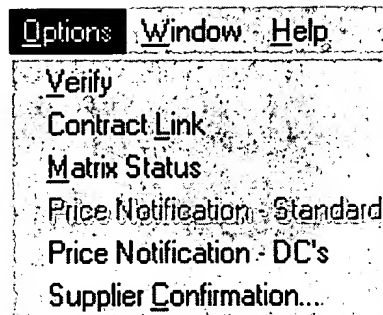 Options Window Help
Verify
Contract Link
Matrix Status
Price Notification - Standard
Price Notification - DC's
Supplier Confirmation...